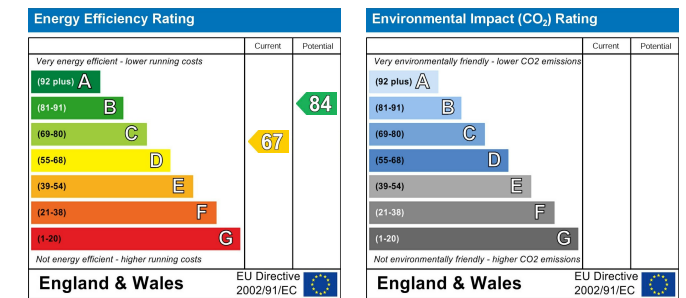 Energy Efficiency Rating
Current Potential
Very energy efficient - lower running costs
(92 plus) A
(81-91) B
84
(69-80) C
67
(55-68) D
(39-54) E
(21-38) F
(1-20) G
Not energy efficient - higher running costs
England & Wales
EU Directive
2002/91/EC
Environmental Impact (CO₂) Rating
Current Potential
Very environmentally friendly - lower CO2 emissions
(92 plus) A
(81-91) B
(69-80) C
(55-68) D
(39-54) E
(21-38) F
(1-20) G
Not environmentally friendly - higher CO2 emissions
England & Wales
EU Directive
2002/91/EC